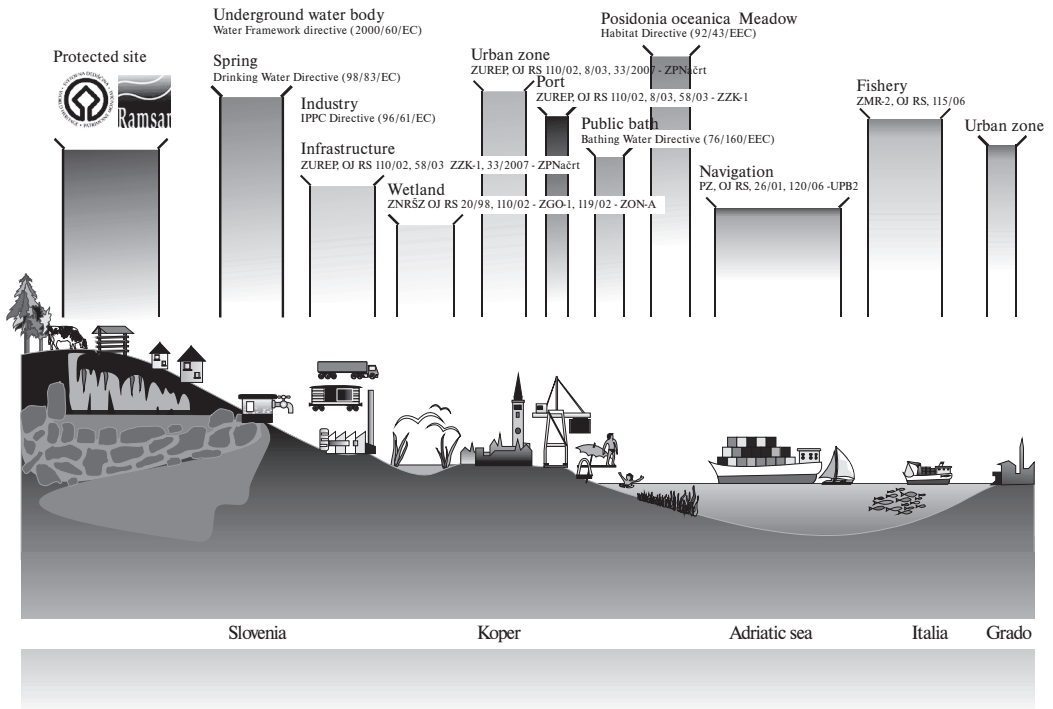 Underground water body
Water Framework directive (2000/60/EC)
Posidonia oceanica Meadow
Habitat Directive (92/43/EEC)
Protected site
Spring
Drinking Water Directive (98/83/EC)
Urban zone
ZUREP, OJ RS 110/02, 8/03, 33/2007 - ZPNačrt
Port
ZUREP, OJ RS 110/02, 8/03, 58/03 - ZZK-1
Fishery
ZMR-2, OJ RS, 115/06
Ramsar
Industry
IPPC Directive (96/61/EC)
Public bath
Bathing Water Directive (76/160/EEC)
Urban zone
Infrastructure
ZUREP, OJ RS 110/02, 58/03 ZZK-1, 33/2007 - ZPNačrt
Navigation
PZ, OJ RS, 26/01, 120/06 -UPB2
Wetland
ZNRŠZ OJ RS 20/98, 110/02 - ZGO-1, 119/02 - ZON-A
Slovenia
Koper
Adriatic sea
Italia
Grado